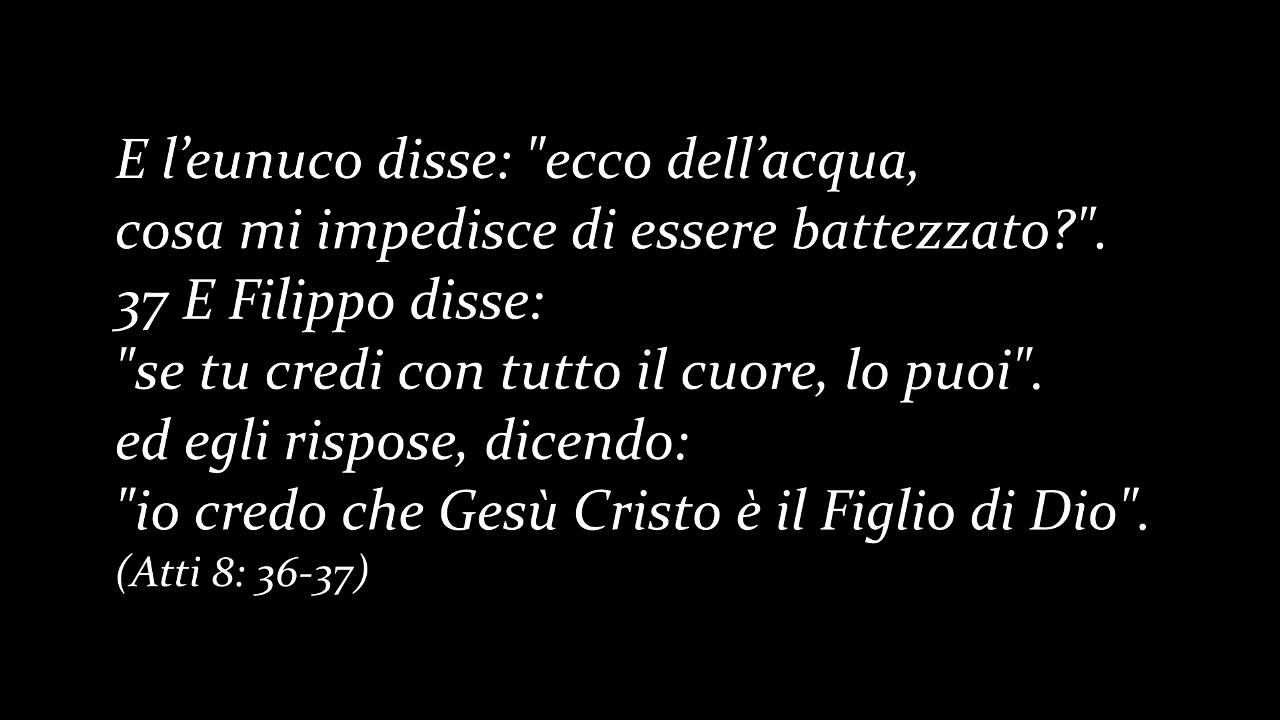 E l’eunuco disse: "ecco dell’acqua,
cosa mi impedisce di essere battezzato?".
37 E Filippo disse:
"se tu credi con tutto il cuore, lo puoi".
ed egli rispose, dicendo:
"io credo che Gesù Cristo è il Figlio di Dio".
(Atti 8: 36-37)